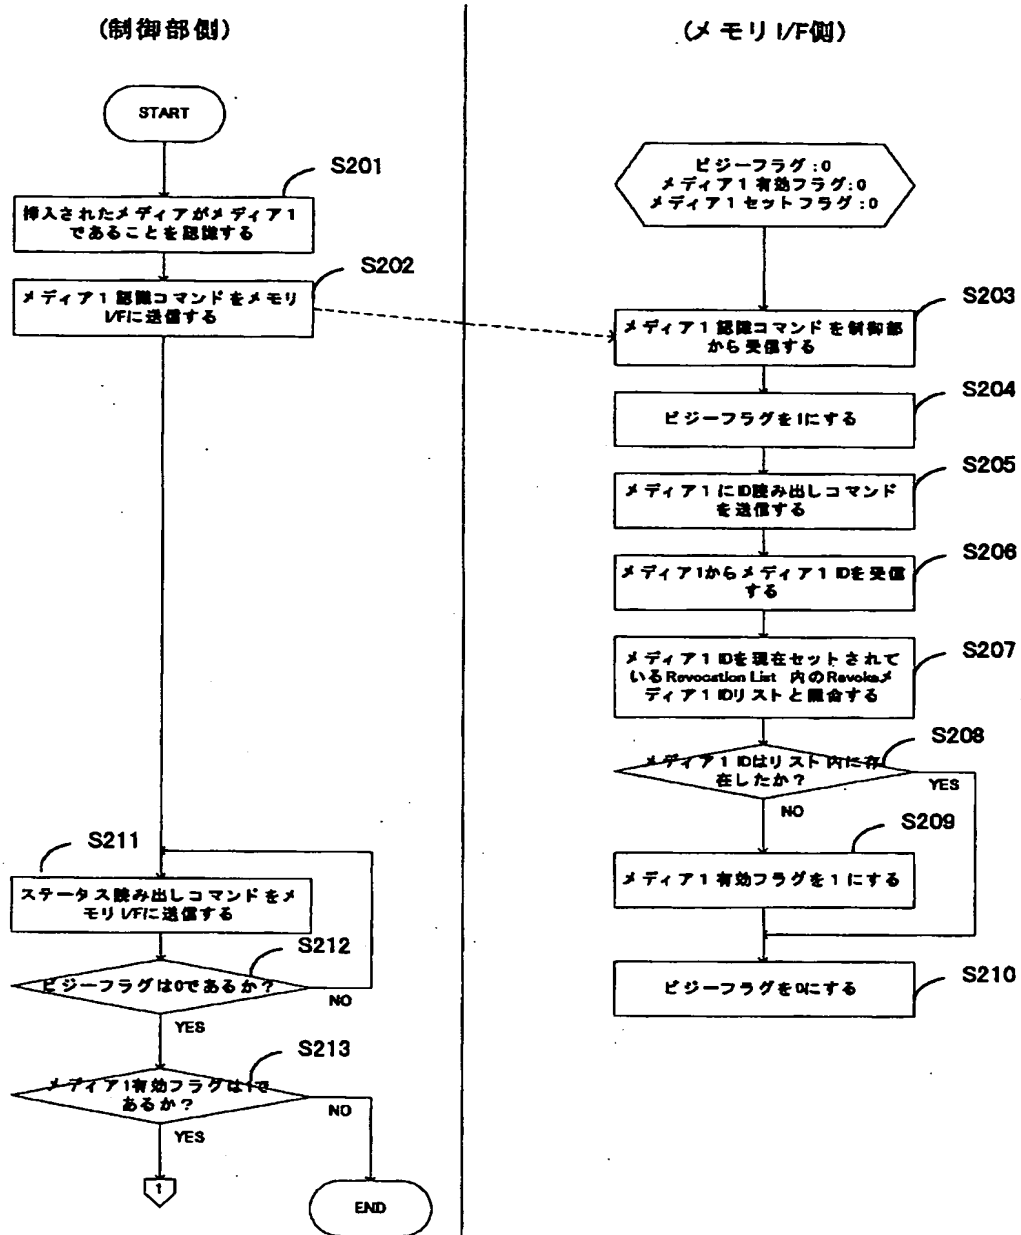 (制御部側)
START
S201
挿入されたメディアがメディア1
であることを認識する
S202
メディア1 認識コマンドをメモリ
I/Fに送信する
S211
ステータス読み出しコマンドをメ
モリI/Fに送信する
S212
ビジーフラグは0であるか?
NO
YES
S213
メディア1有効フラグは1で
あるか?
NO
YES
1
END
(メモリI/F側)
ビジーフラグ:0
メディア1 有効フラグ:0
メディア1 セットフラグ:0
S203
メディア1 認識コマンドを制御部
から受信する
S204
ビジーフラグを1にする
S205
メディア1にID読み出しコマンド
を送信する
S206
メディア1からメディア1 IDを受信
する
S207
メディア1 IDを現在セットされて
いるRevocation List 内のRevokeメ
ディア1 IDリストと照合する
S208
メディア1 IDはリスト内に存
在したか?
YES
NO
S209
メディア1 有効フラグを1にする
S210
ビジーフラグを0にする